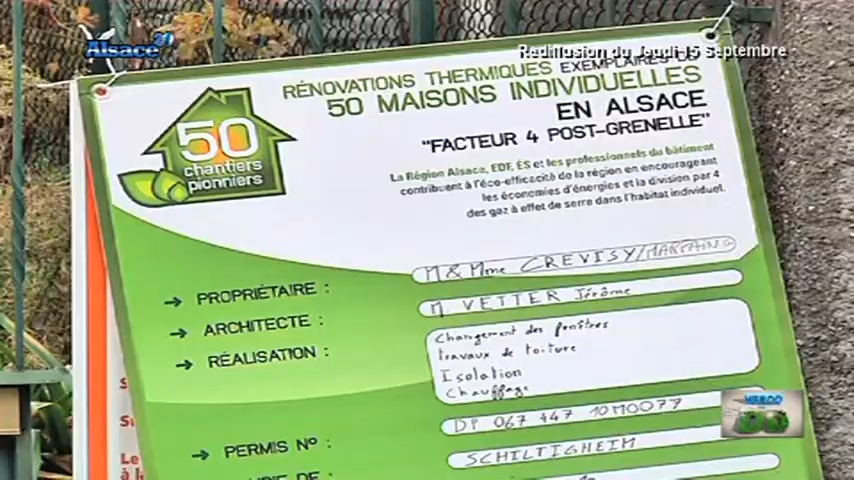 Alsace20
Rediffusion du Jeudi 15 Septembre
RÉNOVATIONS THERMIQUES EXEMPLAIRES DE
50 MAISONS INDIVIDUELLES
EN ALSACE
"FACTEUR 4 POST-GRENELLE"
50
chantiers
pionniers
La Région Alsace, EDF, ÉS et les professionnels du bâtiment
contribuent à l'éco-efficacité de la région en encourageant
les économies d'énergies et la division par 4
des gaz à effet de serre dans l'habitat individuel.
→ PROPRIÉTAIRE : M & Mme CREVISY/
→ ARCHITECTE : M. VETTER Jérôme
→ RÉALISATION : Changement des fenêtres
travaux de toiture
Isolation
Chauffage
→ PERMIS N° : DP 067 447 10M0077
SCHILTIGHEIM